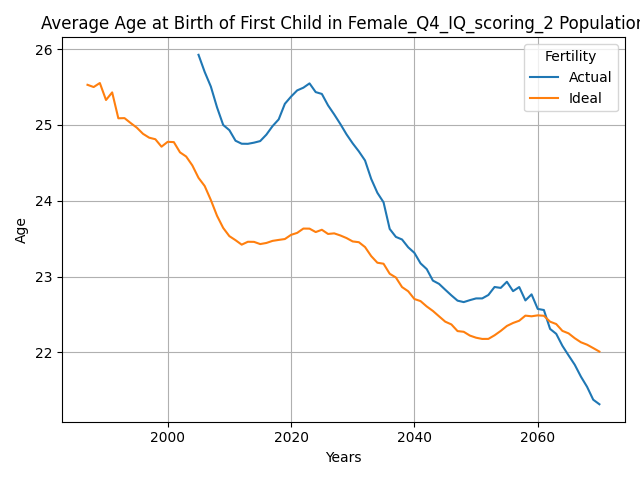 Average Age at Birth of First Child in Female_Q4_IQ_scoring_2 Population
26
25
24
23
22
Age
2000
2020
2040
2060
Years
Fertility
Actual
Ideal